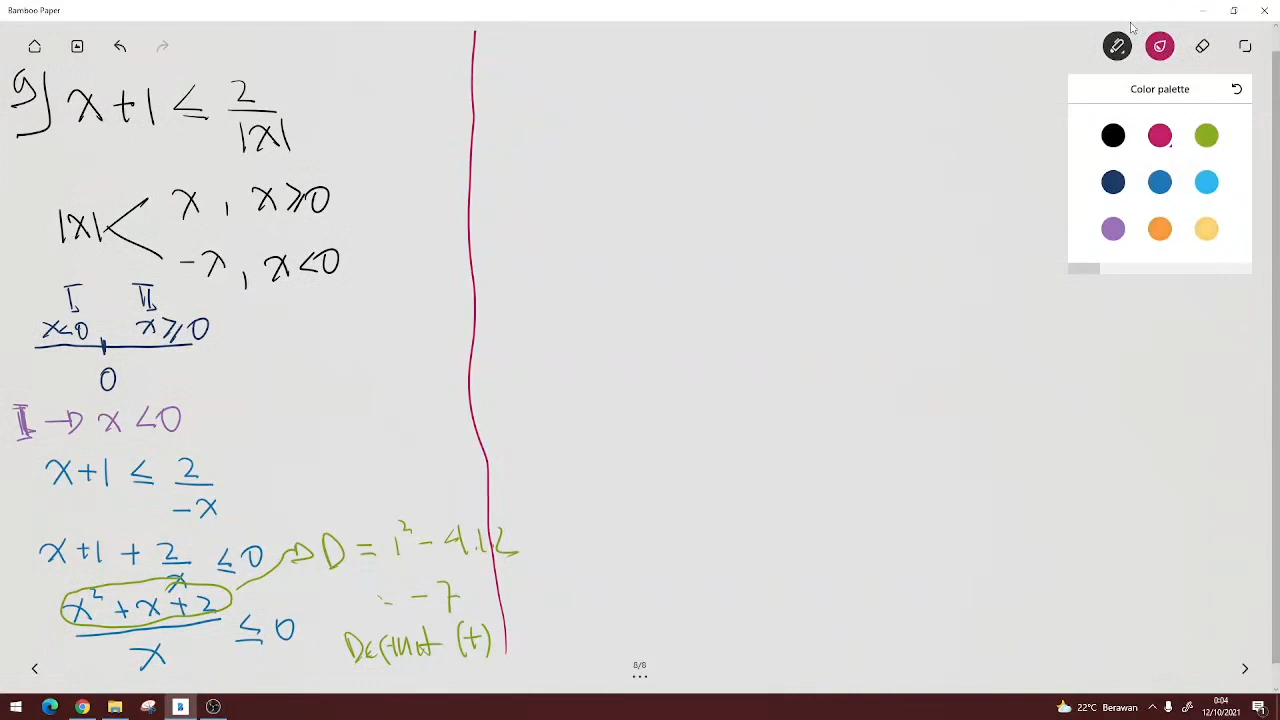 Bamboo Paper
g] x+1 ≤ 2/|x|
Color palette
|x| < x, x ≥ 0
-x, x < 0
I II
x<0 x≥0
0
I → x < 0
x+1 ≤ 2/-x
x+1 + 2/x ≤ 0 → D = 1² - 4.1.2
= -7
x² + x + 2 / x ≤ 0
Definit (+)
8/8
22°C Berawan
0:04
12/10/2021